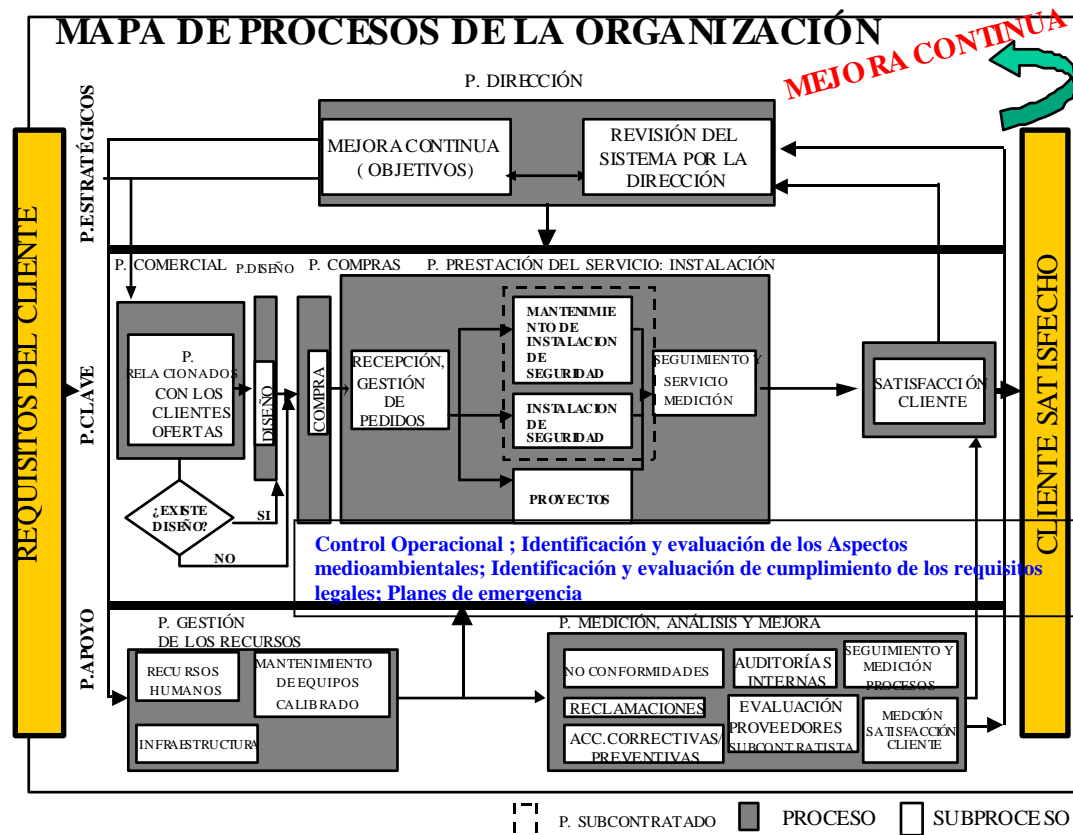 MAPA DE PROCESOS DE LA ORGANIZACIÓN
MEJORA CONTINUA
REQUISITOS DEL CLIENTE
P.ESTRATÉGICOS
P. DIRECCIÓN
MEJORA CONTINUA
( OBJETIVOS)
REVISIÓN DEL
SISTEMA POR LA
DIRECCIÓN
CLIENTE SATISFECHO
P.CLAVE
P. COMERCIAL
P.DISEÑO
P. COMPRAS
P. PRESTACIÓN DEL SERVICIO: INSTALACIÓN
P.
RELACIONADOS
CON LOS
CLIENTES
OFERTAS
DISEÑO
COMPRA
RECEPCIÓN,
GESTIÓN
DE
PEDIDOS
MANTENIMIE
NTO DE
INSTALACION
DE
SEGURIDAD
INSTALACION
DE
SEGURIDAD
PROYECTOS
SEGUIMIENTO Y
SERVICIO
MEDICIÓN
SATISFACCIÓN
CLIENTE
¿EXISTE
DISEÑO?
SI
NO
Control Operacional ; Identificación y evaluación de los Aspectos
medioambientales; Identificación y evaluación de cumplimiento de los requisitos
legales; Planes de emergencia
P.APOYO
P. GESTIÓN
DE LOS RECURSOS
RECURSOS
HUMANOS
MANTENIMIENTO
DE EQUIPOS
CALIBRADO
INFRAESTRUCTURA
P. MEDICIÓN, ANÁLISIS Y MEJORA
NO CONFORMIDADES
AUDITORÍAS
INTERNAS
SEGUIMIENTO Y
MEDICIÓN
PROCESOS
RECLAMACIONES
EVALUACIÓN
PROVEEDORES
SUBCONTRATISTA
MEDCIÓN
SATISFACCIÓN
CLIENTE
ACC.CORRECTIVAS/
PREVENTIVAS
P. SUBCONTRATADO
PROCESO
SUBPROCESO